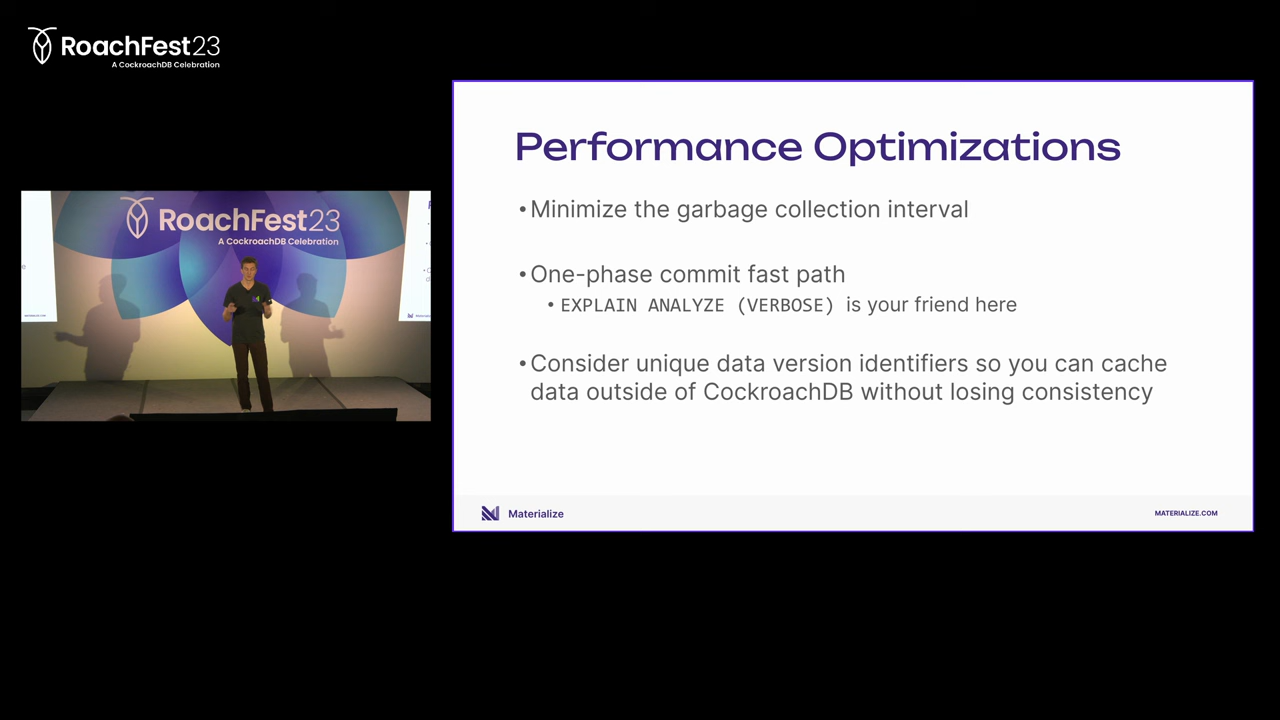 RoachFest23
A CockroachDB Celebration
RoachFest23
A CockroachDB Celebration
Performance Optimizations
• Minimize the garbage collection interval
• One-phase commit fast path
• EXPLAIN ANALYZE (VERBOSE) is your friend here
• Consider unique data version identifiers so you can cache
data outside of CockroachDB without losing consistency
Materialize
MATERIALIZE.COM